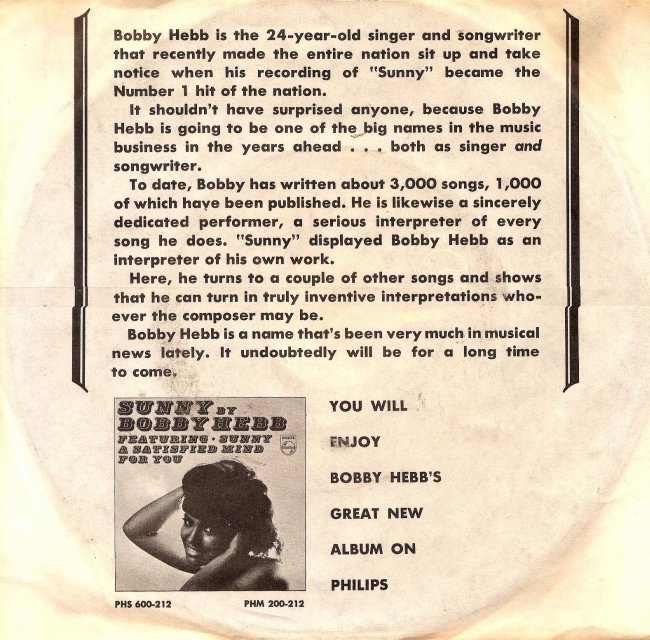 Bobby Hebb is the 24-year-old singer and songwriter
that recently made the entire nation sit up and take
notice when his recording of "Sunny" became the
Number 1 hit of the nation.
It shouldn't have surprised anyone, because Bobby
Hebb is going to be one of the big names in the music
business in the years ahead . . . both as singer and
songwriter.
To date, Bobby has written about 3,000 songs, 1,000
of which have been published. He is likewise a sincerely
dedicated performer, a serious interpreter of every
song he does. "Sunny" displayed Bobby Hebb as an
interpreter of his own work.
Here, he turns to a couple of other songs and shows
that he can turn in truly inventive interpretations who-
ever the composer may be.
Bobby Hebb is a name that's been very much in musical
news lately. It undoubtedly will be for a long time
to come.
SUNNY BY
BOBBY HEBB
FEATURING · SUNNY
A SATISFIED MIND
FOR YOU
PHS 600-212 PHM 200-212
YOU WILL
ENJOY
BOBBY HEBB'S
GREAT NEW
ALBUM ON
PHILIPS